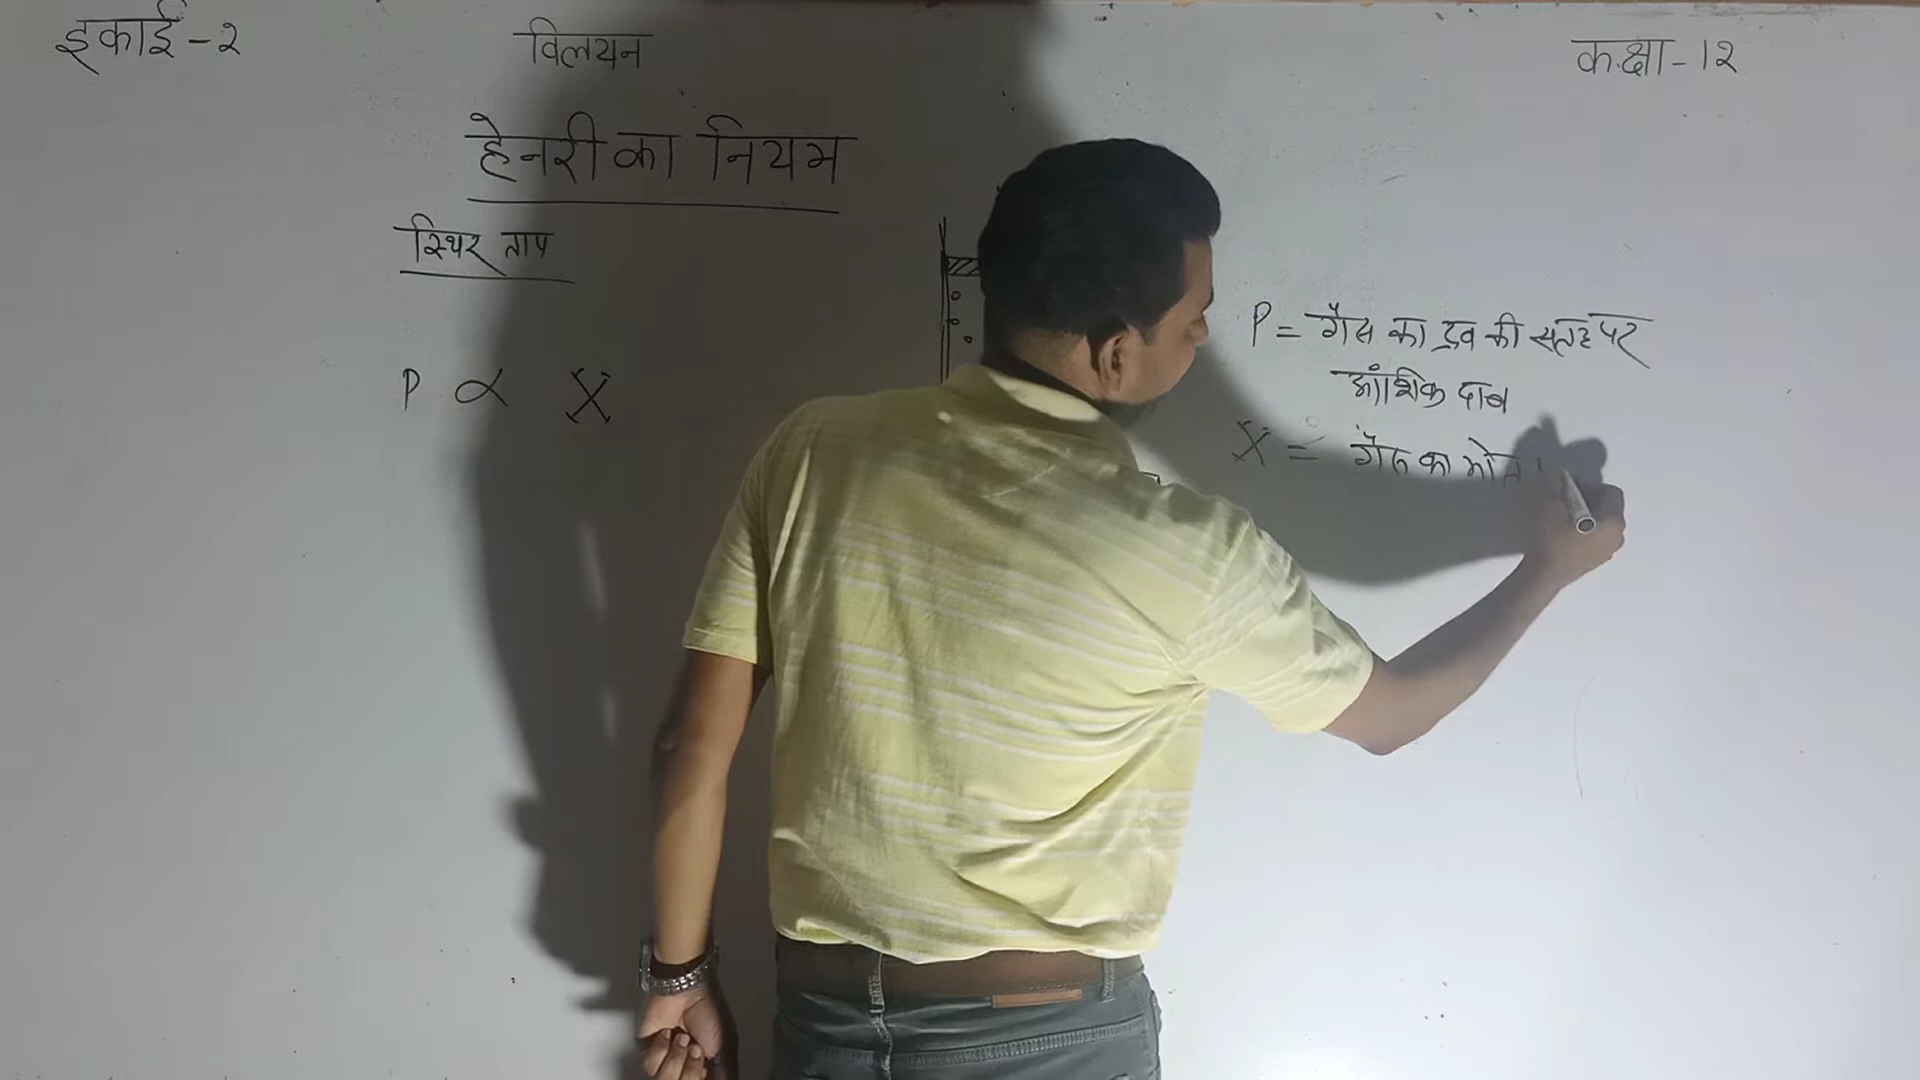 इकाई-२
विलयन
कक्षा-१२
हेनरी का नियम
स्थिर ताप
P ∝ X
P = गैस का द्रव की सतह पर
आंशिक दाब
X = गैस का मोल